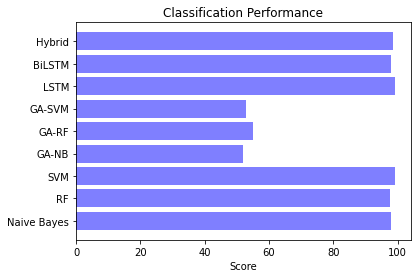 Classification Performance
Hybrid
BiLSTM
LSTM
GA-SVM
GA-RF
GA-NB
SVM
RF
Naive Bayes
0 20 40 60 80 100
Score